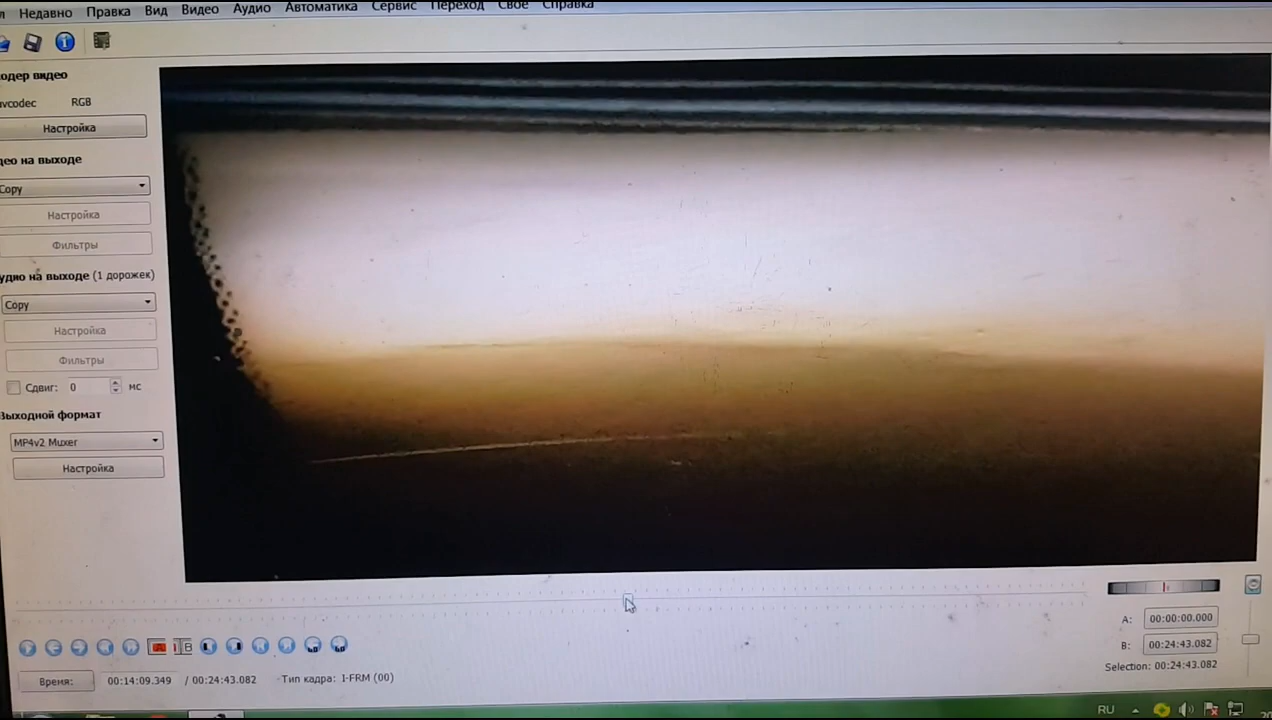 Недавно Правка Вид Видео Аудио Автоматика Сервис Переход Свое Справка
одер видео
avcodec RGB
Настройка
део на выходе
Copy
Настройка
Фильтры
удио на выходе (1 дорожек)
Copy
Настройка
Фильтры
Сдвиг: 0 мс
Выходной формат
MP4v2 Muxer
Настройка
A: 00:00:00.000
B: 00:24:43.082
Selection: 00:24:43.082
A B 60 60
Время: 00:14:09.349 / 00:24:43.082 Тип кадра: I-FRM (00)
RU